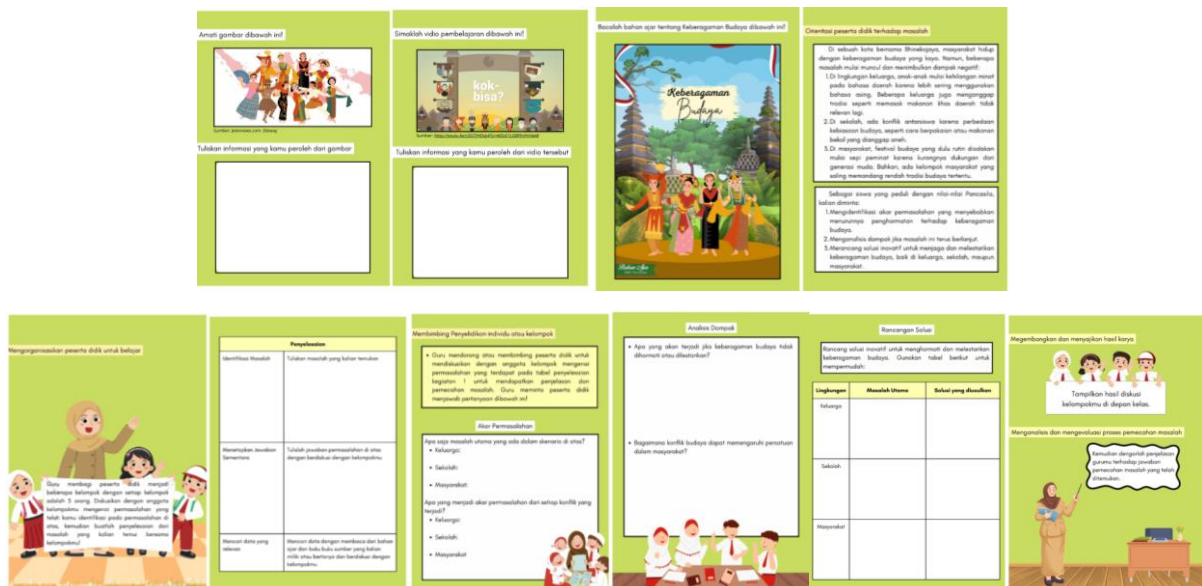 Amati gambar dibawah ini!
Tuliskan informasi yang kamu peroleh dari gambar
Simaklah vidio pembelajaran dibawah ini!
kok-
bisa?
Tuliskan informasi yang kamu peroleh dari vidio tersebut
Bacalah bahan ajar tentang Keberagaman Budaya dibawah ini!
Keberagaman
Budaya
Bahan Ajar
Orientasi peserta didik terhadap masalah
Di sebuah kota bernama Bhinekajaya, masyarakat hidup
dengan keberagaman budaya yang kaya. Namun, beberapa
masalah mulai muncul dan menimbulkan dampak negatif:
1. Di lingkungan keluarga, anak-anak mulai kehilangan minat
pada bahasa daerah karena lebih sering menggunakan
bahasa asing. Beberapa keluarga juga menganggap
tradisi seperti memasak makanan khas daerah tidak
relevan lagi.
2. Di sekolah, ada konflik antarsiswa karena perbedaan
kebiasaan budaya, seperti cara berpakaian atau makanan
bekal yang dianggap aneh.
3. Di masyarakat, festival budaya yang dulu rutin diadakan
mulai sepi peminat karena kurangnya dukungan dari
generasi muda. Bahkan, ada kelompok masyarakat yang
saling memandang rendah tradisi budaya tertentu.
Sebagai siswa yang peduli dengan nilai-nilai Pancasila,
kalian diminta:
1. Mengidentifikasi akar permasalahan yang menyebabkan
menurunnya penghormatan terhadap keberagaman
budaya.
2. Menganalisis dampak jika masalah ini terus berlanjut.
3. Merancang solusi inovatif untuk menjaga dan melestarikan
keberagaman budaya, baik di keluarga, sekolah, maupun
masyarakat.
Mengorganisasikan peserta didik untuk belajar
Guru membagi peserta didik menjadi
beberapa kelompok dengan setiap kelompok
adalah 5 orang. Diskusikan dengan anggota
kelompokmu mengenai permasalahan yang
telah kamu identifikasi pada permasalahan di
atas, kemudian buatlah penyelesaian dari
masalah yang kalian temui bersama
kelompokmu!
Penyelesaian
Identifikasi Masalah
Tuliskan masalah yang kalian temukan
Menetapkan Jawaban
Sementara
Tulislah jawaban permasalahan di atas
dengan berdiskusi dengan kelompokmu
Mencari data yang
relevan
Mencari data dengan membaca dari bahan
ajar dan buku buku sumber yang kalian
miliki atau bertanya dan berdiskusi dengan
kelompokmu.
Membimbing Penyelidikan individu atau kelompok
• Guru mendorong atau membimbing peserta didik untuk
mendiskusikan dengan anggota kelompok mengenai
permasalahan yang terdapat pada tabel penyelesaian
kegiatan 1 untuk mendapatkan penjelasan dan
pemecahan masalah. Guru meminta peserta didik
menjawab pertanyaan dibawah ini!
Akar Permasalahan
Apa saja masalah utama yang ada dalam skenario di atas?
• Keluarga:
• Sekolah:
• Masyarakat:
Apa yang menjadi akar permasalahan dari setiap konflik yang
terjadi?
• Keluarga:
• Sekolah:
• Masyarakat
Analisis Dampak
• Apa yang akan terjadi jika keberagaman budaya tidak
dihormati atau dilestarikan?
• Bagaimana konflik budaya dapat memengaruhi persatuan
dalam masyarakat?
Rancangan Solusi
Rancang solusi inovatif untuk menghormati dan melestarikan
keberagaman budaya. Gunakan tabel berikut untuk
mempermudah:
Lingkungan
Masalah Utama
Solusi yang diusulkan
Keluarga
Sekolah
Masyarakat
Megembangkan dan menyajikan hasil karya
Tampilkan hasil diskusi
kelompokmu di depan kelas.
Menganalisis dan mengevaluasi proses pemecahan masalah
Kemudian dengarlah penjelasan
gurumu terhadap jawaban
pemecahan masalah yang telah
ditemukan.